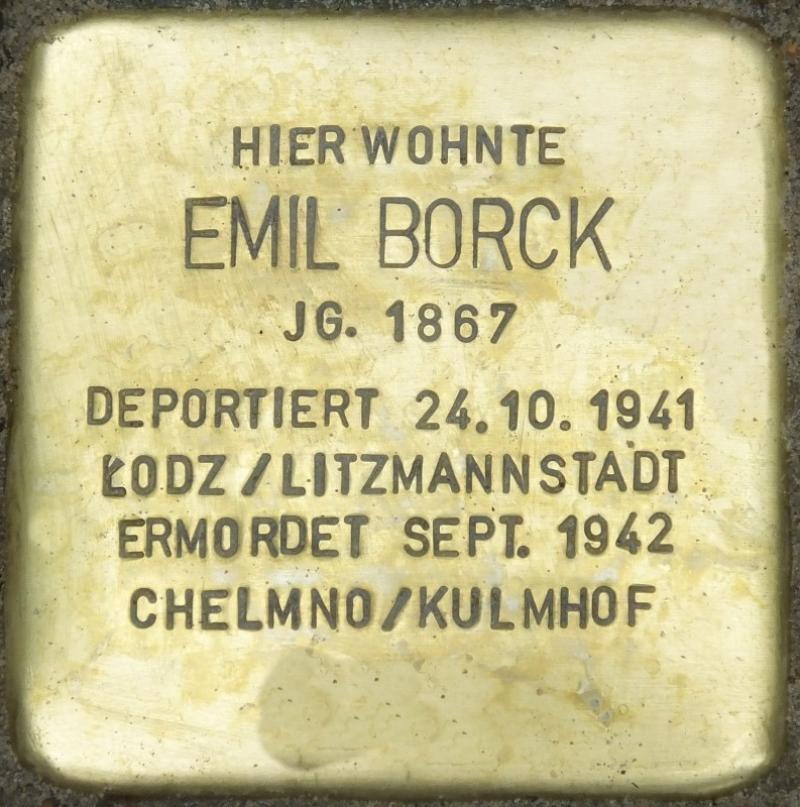 HIER WOHNTE
EMIL BORCK
JG. 1867
DEPORTIERT 24.10.1941
ŁODZ/LITZMANNSTADT
ERMORDET SEPT. 1942
CHELMNO/KULMHOF